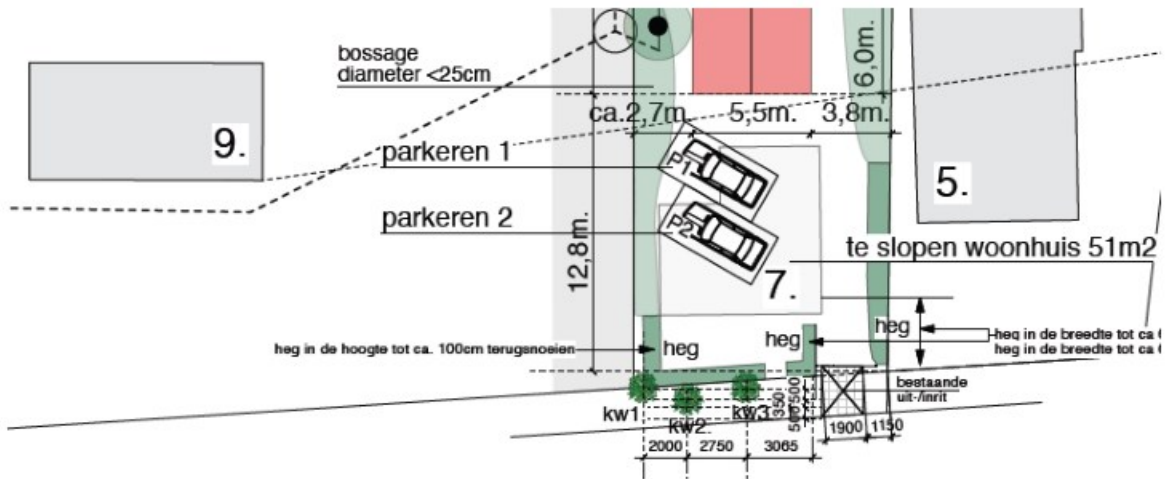 bossage
diameter <25cm
6,0m.
ca.2,7m.
5,5m.
3,8m.
9.
parkeren 1
P1
5.
parkeren 2
P2
12,8m.
te slopen woonhuis 51m2
7.
heg in de hoogte tot ca. 100cm terugsnoeien
heg
heg
heg
heg in de breedte tot ca
heg in de breedte tot ca
bestaande
uit-/inrit
kw1
kw2.
kw3
500
350
500
2000
2750
3065
1900
1150